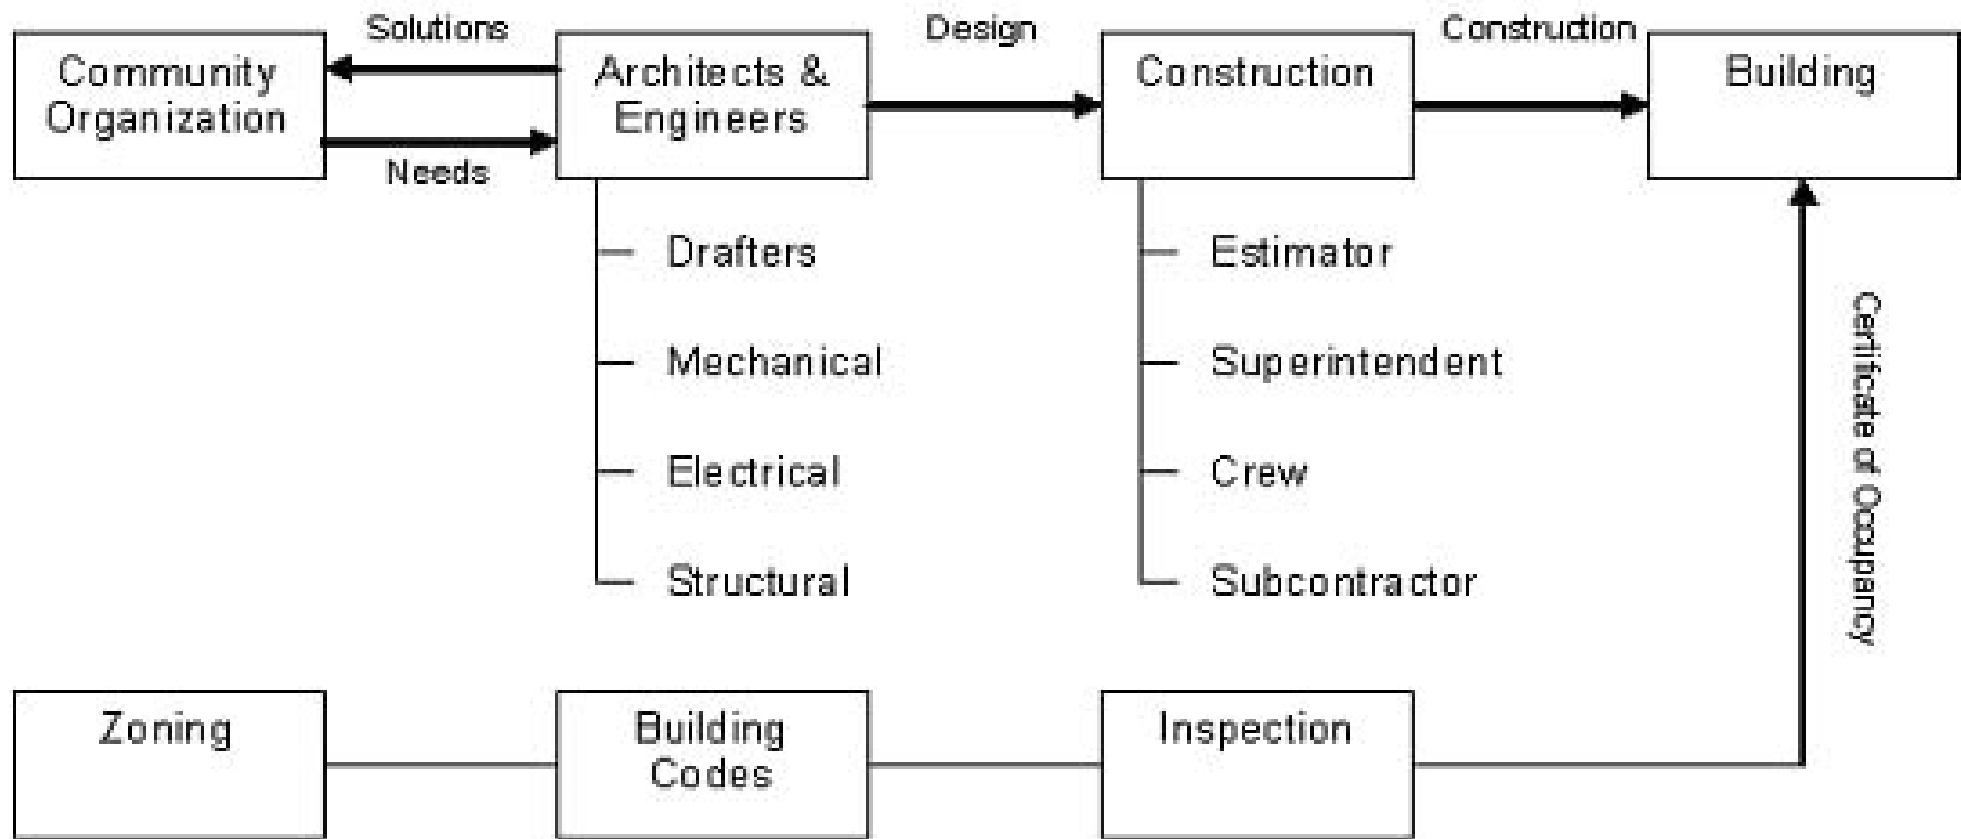 Solutions
Design
Construction
Community
Organization
Architects &
Engineers
Construction
Building
Needs
Drafters
Estimator
Mechanical
Superintendent
Electrical
Crew
Structural
Subcontractor
Certificate of Occupancy
Zoning
Building
Codes
Inspection